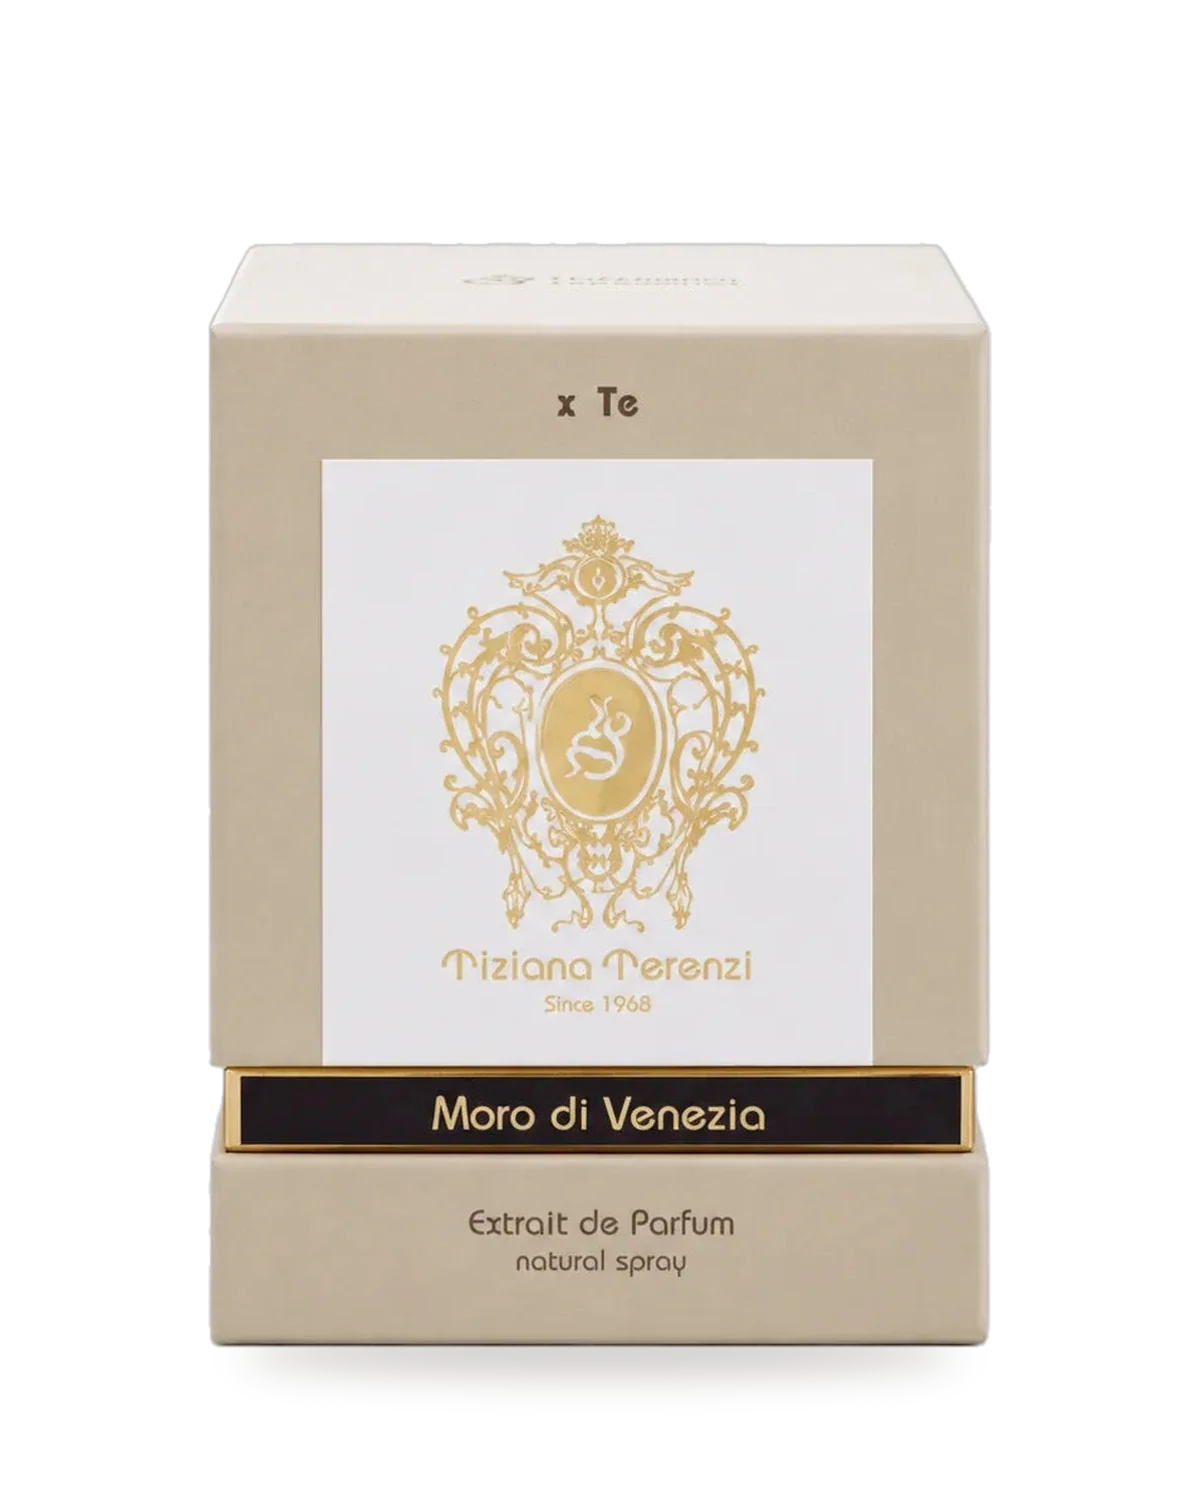 x Te
Tiziana Terenzi
Since 1968
Moro di Venezia
Extrait de Parfum
natural spray